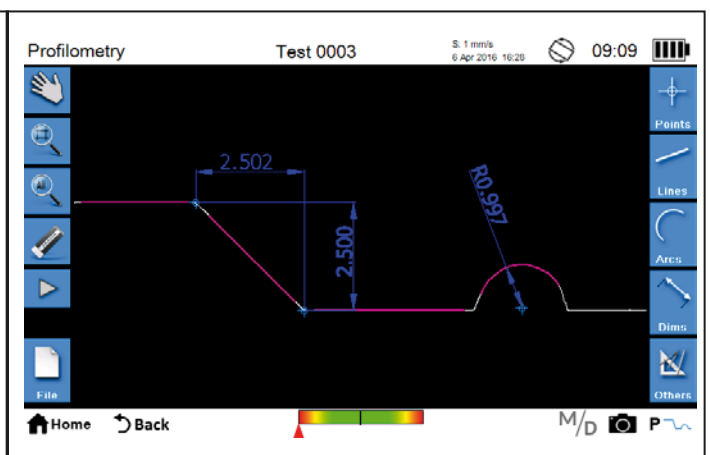 Profilometry
Test 0003
S: 1 mm/s
6 Apr 2016 16:28
09:09
Points
Lines
Arcs
Dims
Others
2.502
2.500
R0.997
File
Home
Back
M/D
P